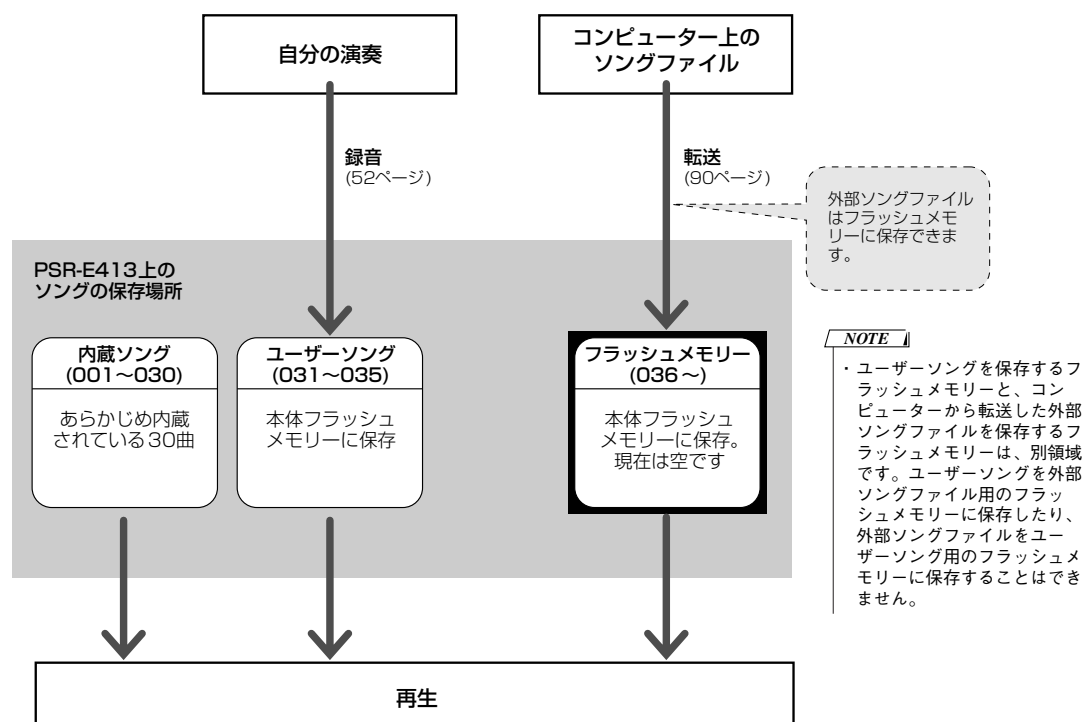 自分の演奏
コンピューター上の
ソングファイル
録音
(52ページ)
転送
(90ページ)
外部ソングファイル
はフラッシュメモ
リーに保存できま
す。
PSR-E413上の
ソングの保存場所
内蔵ソング
(001〜030)
あらかじめ内蔵
されている30曲
ユーザーソング
(031〜035)
本体フラッシュ
メモリーに保存
フラッシュメモリー
(036〜)
本体フラッシュ
メモリーに保存。
現在は空です
NOTE
・ユーザーソングを保存するフ
ラッシュメモリーと、コン
ピューターから転送した外部
ソングファイルを保存するフ
ラッシュメモリーは、別領域
です。ユーザーソングを外部
ソングファイル用のフラッ
シュメモリーに保存したり、
外部ソングファイルをユー
ザーソング用のフラッシュメ
モリーに保存することはでき
ません。
再生